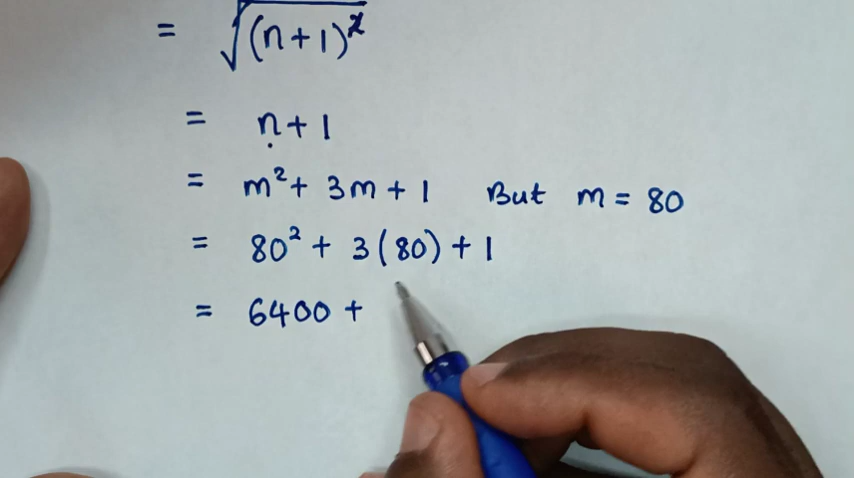 = √(n+1)²
= n + 1
= m² + 3m + 1 But m = 80
= 80² + 3(80) + 1
= 6400 +